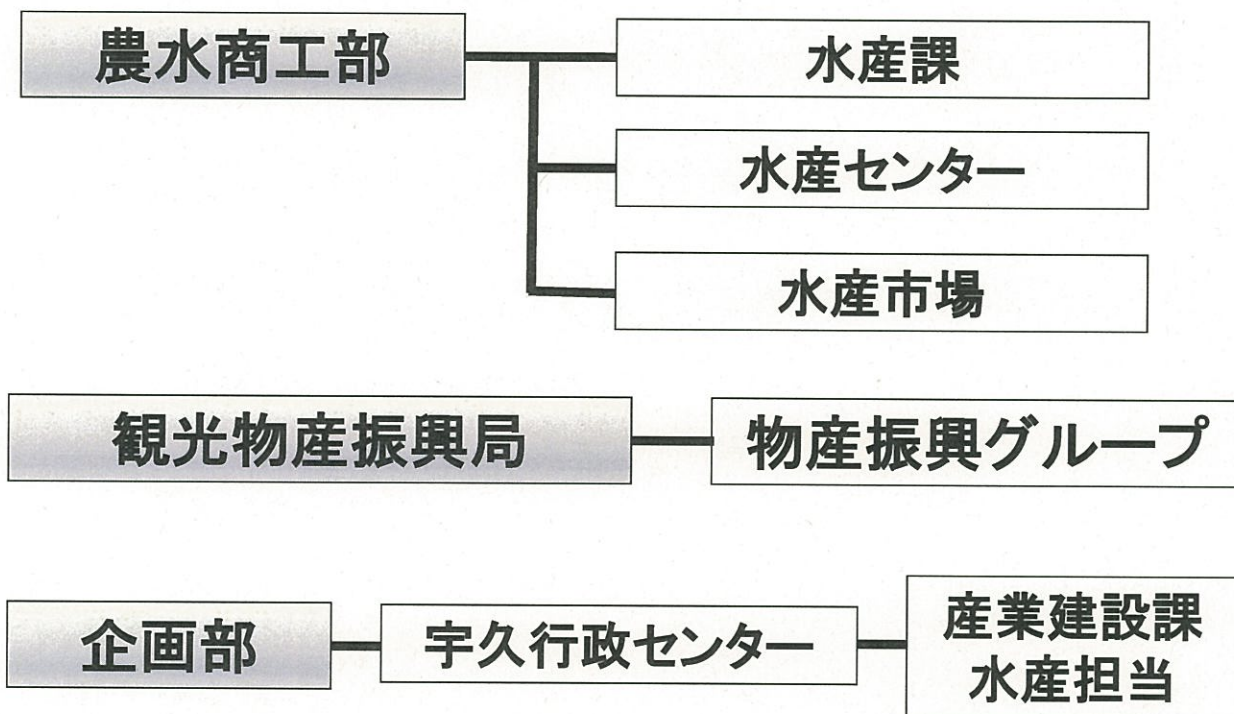 農水商工部
水産課
水産センター
水産市場
観光物産振興局
物産振興グループ
企画部
宇久行政センター
産業建設課
水産担当